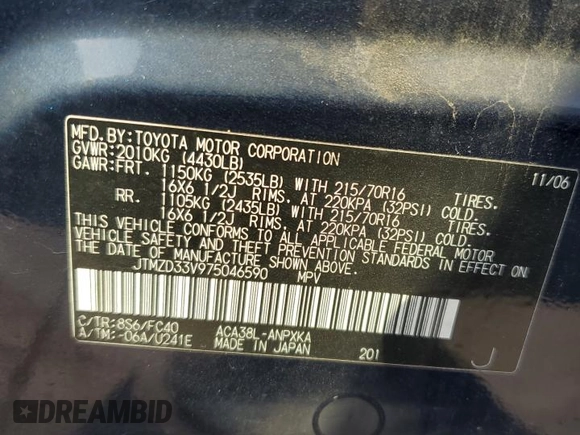 MFD.BY:TOYOTA MOTOR CORPORATION 11/06
GVWR:2010KG (4430LB)
GAWR:FRT. 1150KG (2535LB) WITH 215/70R16 TIRES,
16X6 1/2J RIMS, AT 220KPA (32PSI) COLD.
RR. 1105KG (2435LB) WITH 215/70R16 TIRES,
16X6 1/2J RIMS, AT 220KPA (32PSI) COLD.
THIS VEHICLE CONFORMS TO ALL APPLICABLE FEDERAL MOTOR
VEHICLE SAFETY AND THEFT PREVENTION STANDARDS IN EFFECT ON
THE DATE OF MANUFACTURE SHOWN ABOVE.
JTMZD33V975046590 MPV
C/TR:8S6/FC40 ACA38L-ANPXKA
A/TM:-06A/U241E MADE IN JAPAN 201 J
DREAMBID